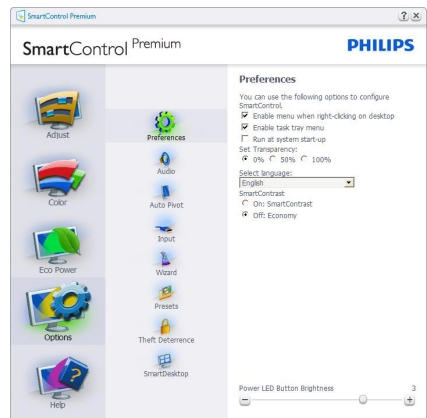 SmartControl Premium
SmartControl Premium
PHILIPS
Adjust
Color
Eco Power
Options
Help
Preferences
Audio
Auto Pivot
Input
Wizard
Presets
Theft Deterrence
SmartDesktop
Preferences
You can use the following options to configure
SmartControl.
Enable menu when right-clicking on desktop
Enable task tray menu
Run at system start-up
Set Transparency:
0% 50% 100%
Select language:
English
SmartContrast
On: SmartContrast
Off: Economy
Power LED Button Brightness 3